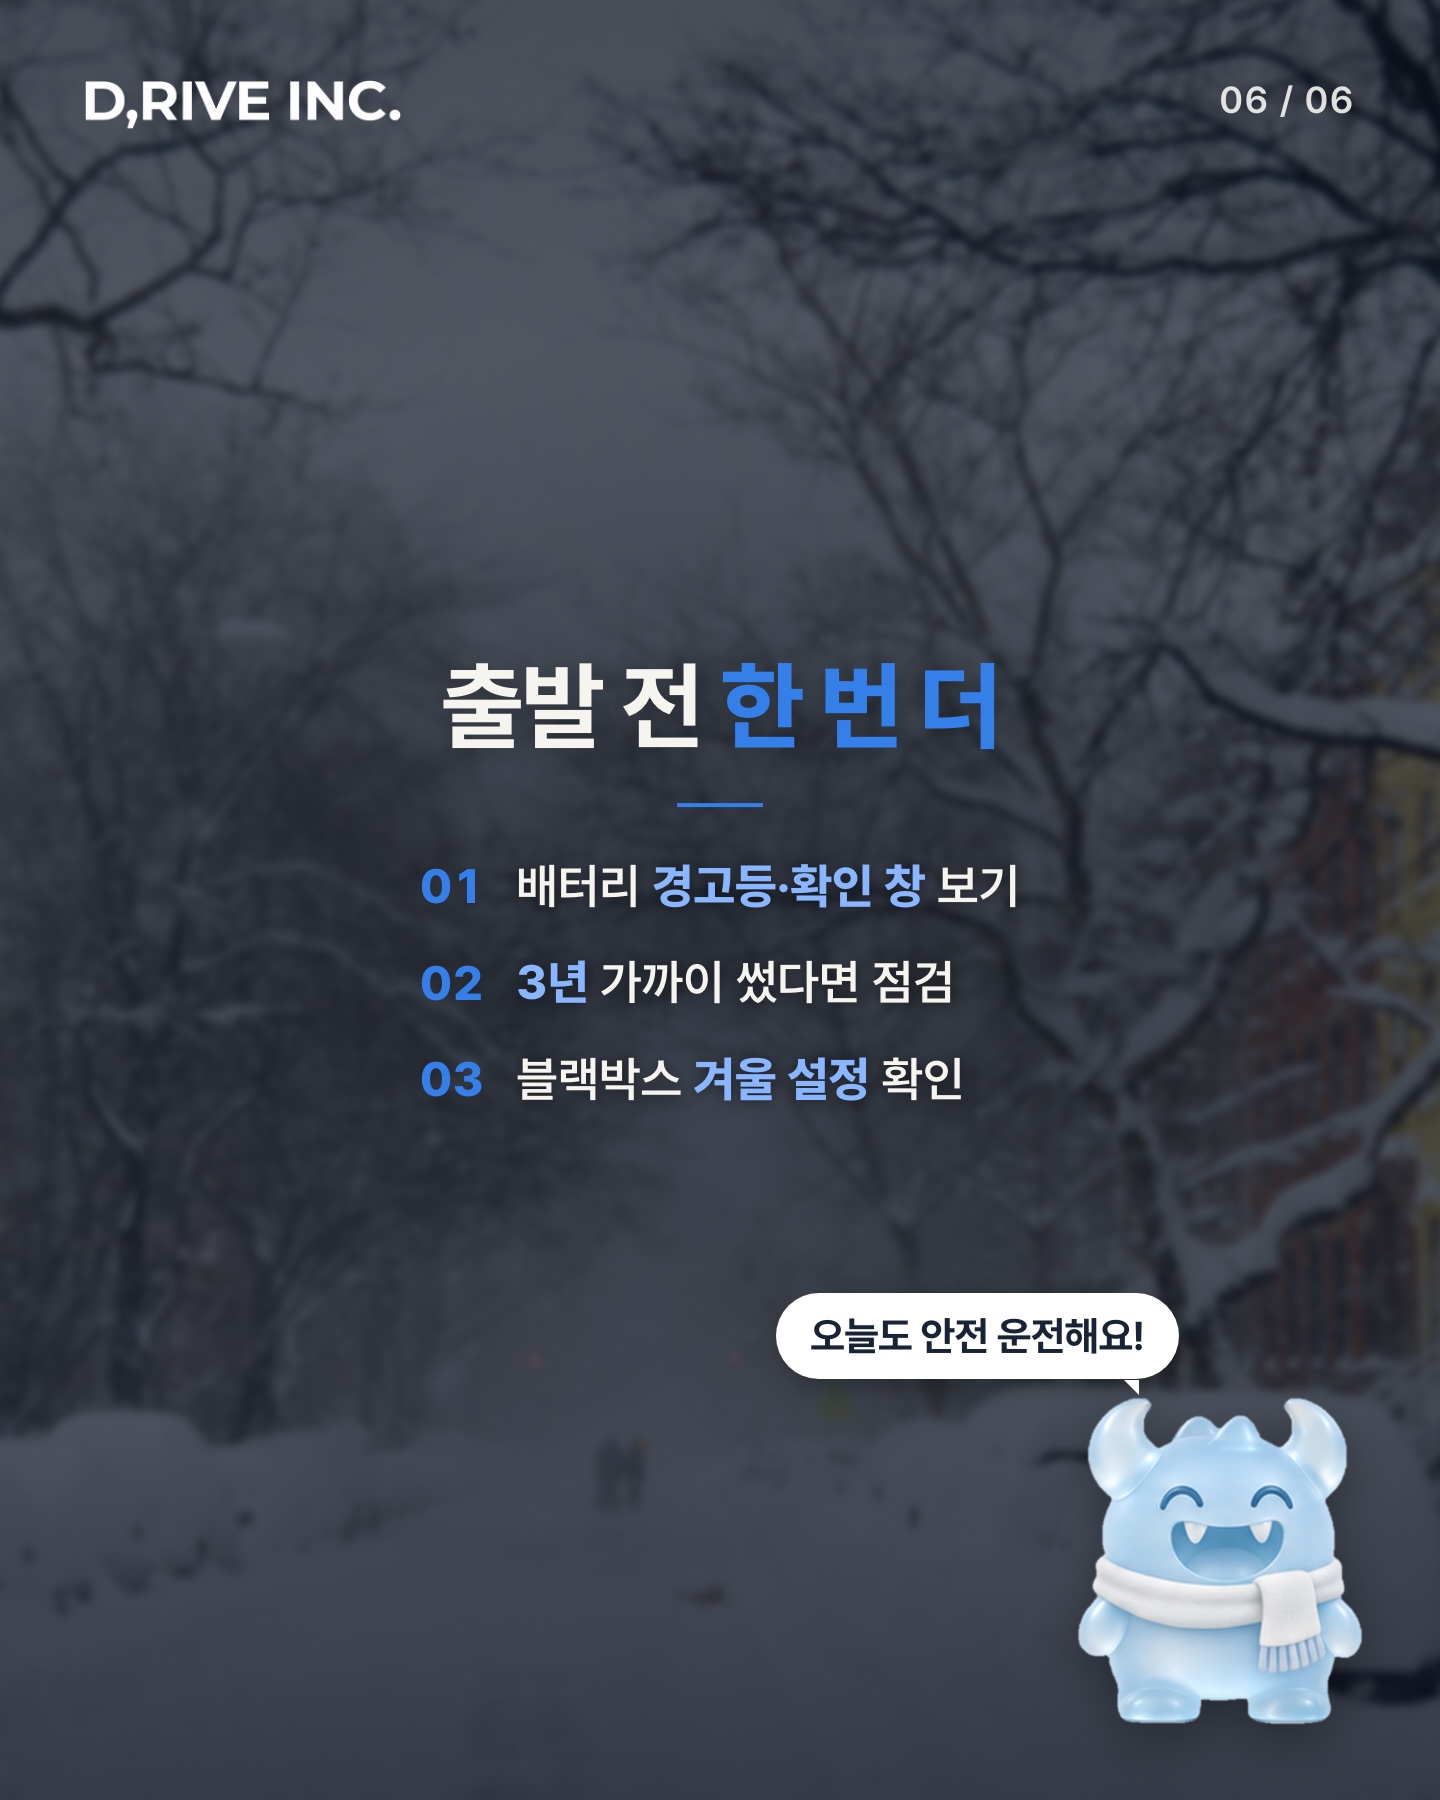 D,RIVE INC.
06 / 06
출발 전 한 번 더
01 배터리 경고등·확인 창 보기
02 3년 가까이 썼다면 점검
03 블랙박스 겨울 설정 확인
오늘도 안전 운전해요!